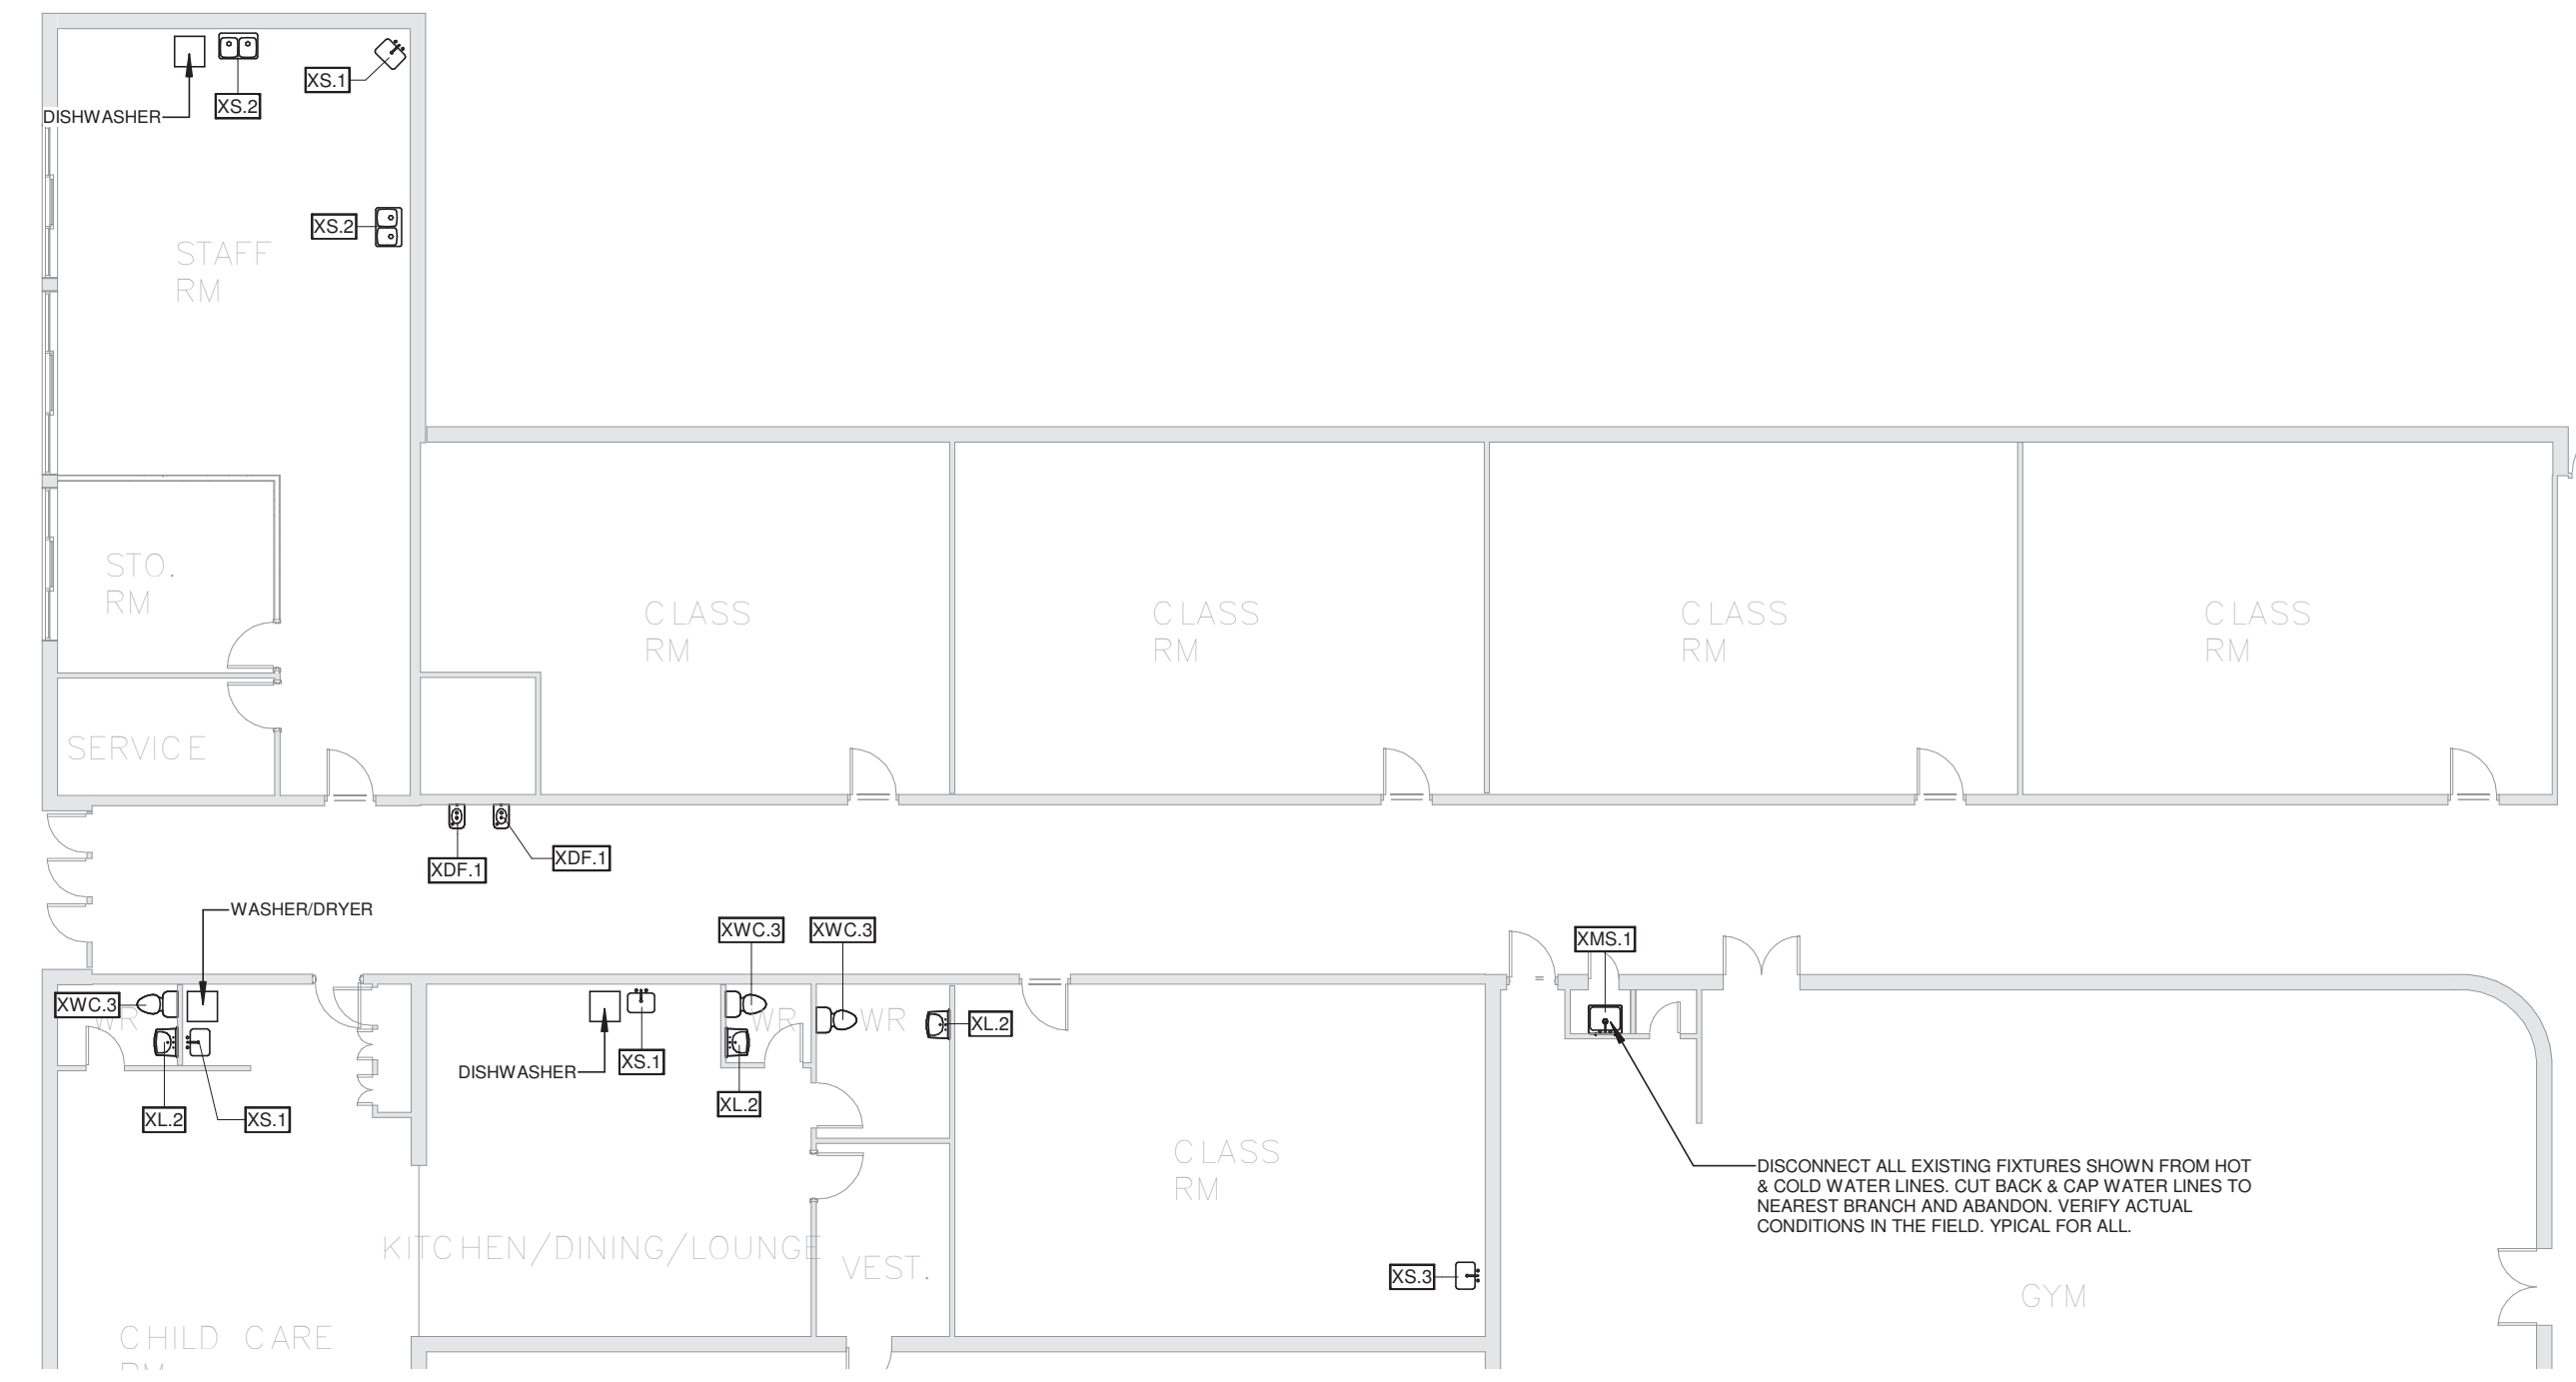 XS.1
XS.2
DISHWASHER
XS.2
STAFF
RM
STO.
RM
CLASS
RM
CLASS
RM
CLASS
RM
CLASS
RM
SERVICE
XDF.1
XDF.1
WASHER/DRYER
XWC.3
XWC.3
XMS.1
XWC.3
WR
WR
WR
XL.2
XS.1
DISHWASHER
XL.2
XL.2
XS.1
CLASS
RM
DISCONNECT ALL EXISTING FIXTURES SHOWN FROM HOT
& COLD WATER LINES. CUT BACK & CAP WATER LINES TO
NEAREST BRANCH AND ABANDON. VERIFY ACTUAL
CONDITIONS IN THE FIELD. YPICAL FOR ALL.
KITCHEN/DINING/LOUNGE
VEST.
XS.3
GYM
CHILD CARE
RM